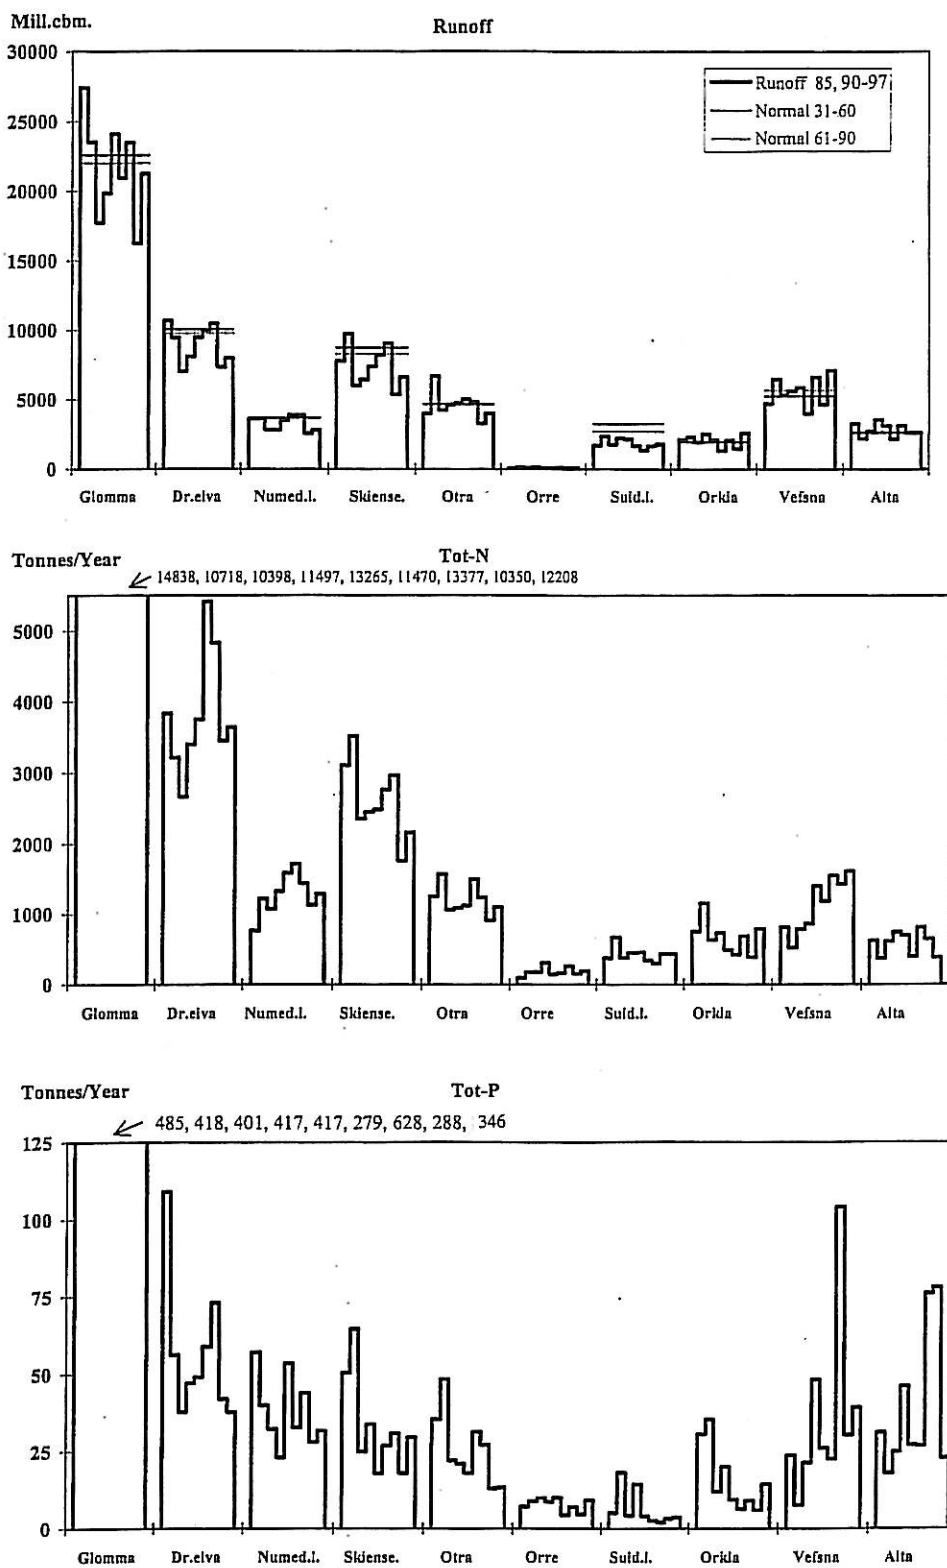 Mill.cbm.
Runoff
30000
25000
20000
15000
10000
5000
0
Runoff 85, 90-97
Normal 31-60
Normal 61-90
Glomma Dr.elva Numed.l. Skiense. Otra Orre Suld.l. Orkla Vefsna Alta
Tonnes/Year
Tot-N
14838, 10718, 10398, 11497, 13265, 11470, 13377, 10350, 12208
5000
4000
3000
2000
1000
0
Glomma Dr.elva Numed.l. Skiense. Otra Orre Suld.l. Orkla Vefsna Alta
Tonnes/Year
Tot-P
485, 418, 401, 417, 417, 279, 628, 288, 346
125
100
75
50
25
0
Glomma Dr.elva Numed.l. Skiense. Otra Orre Suld.l. Orkla Vefsna Alta